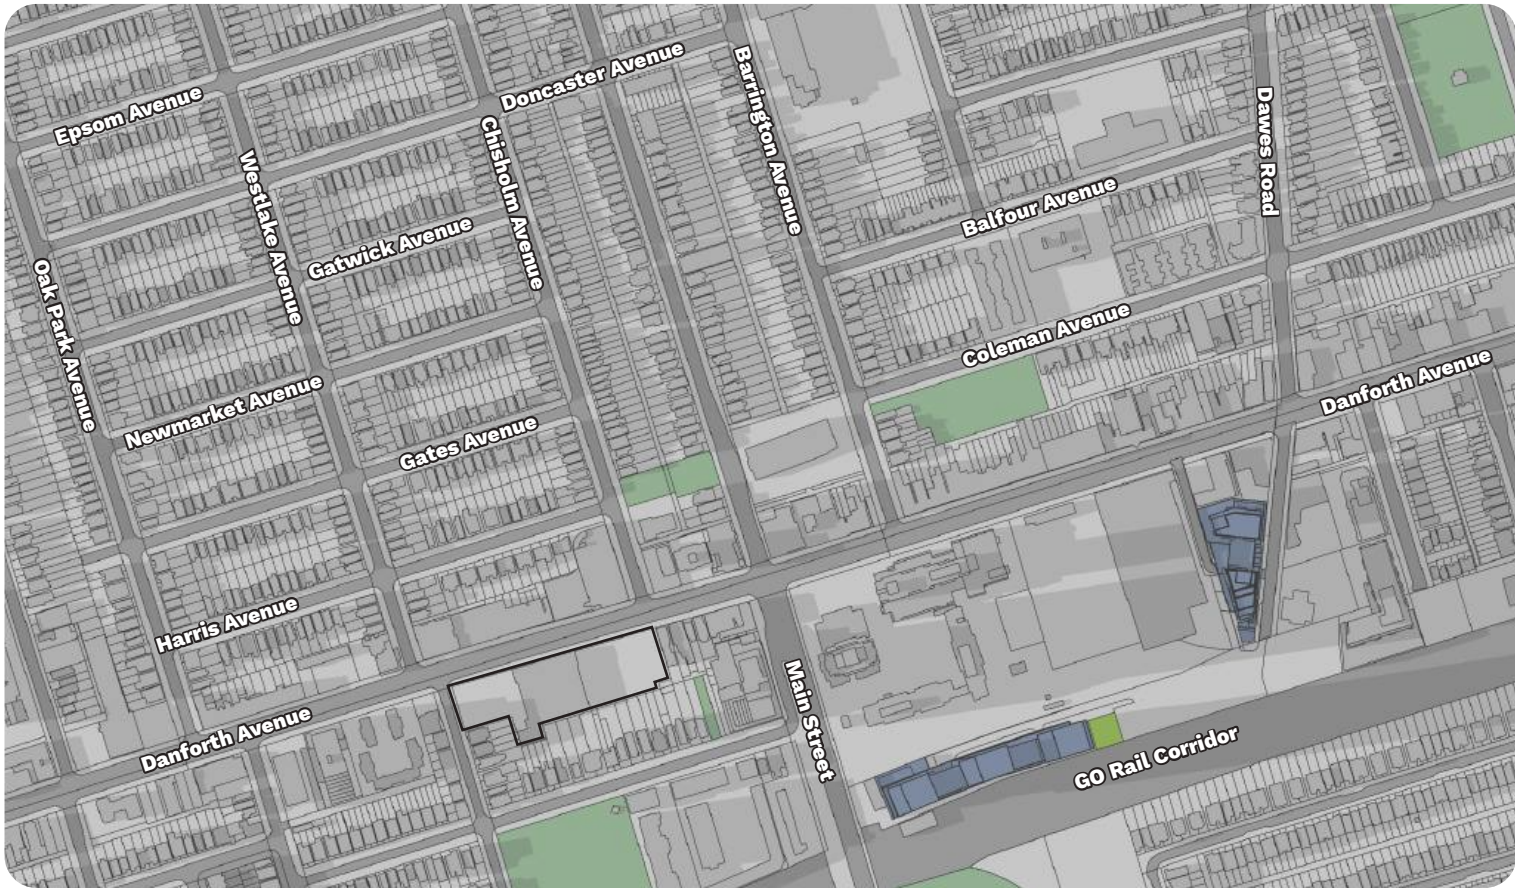 Epsom Avenue
Doncaster Avenue
Barrington Avenue
Dawes Road
Chisholm Avenue
Westlake Avenue
Balfour Avenue
Gatwick Avenue
Oak Park Avenue
Coleman Avenue
Danforth Avenue
Newmarket Avenue
Gates Avenue
Harris Avenue
Main Street
Danforth Avenue
GO Rail Corridor